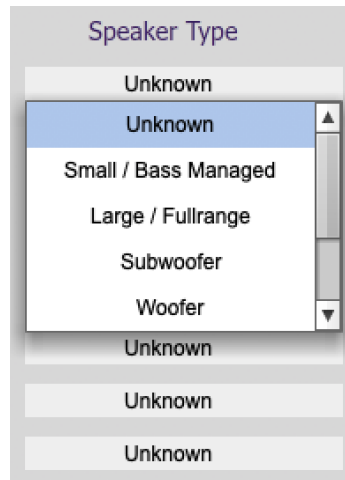 Speaker Type
Unknown
Unknown
Small / Bass Managed
Large / Fullrange
Subwoofer
Woofer
Unknown
Unknown
Unknown